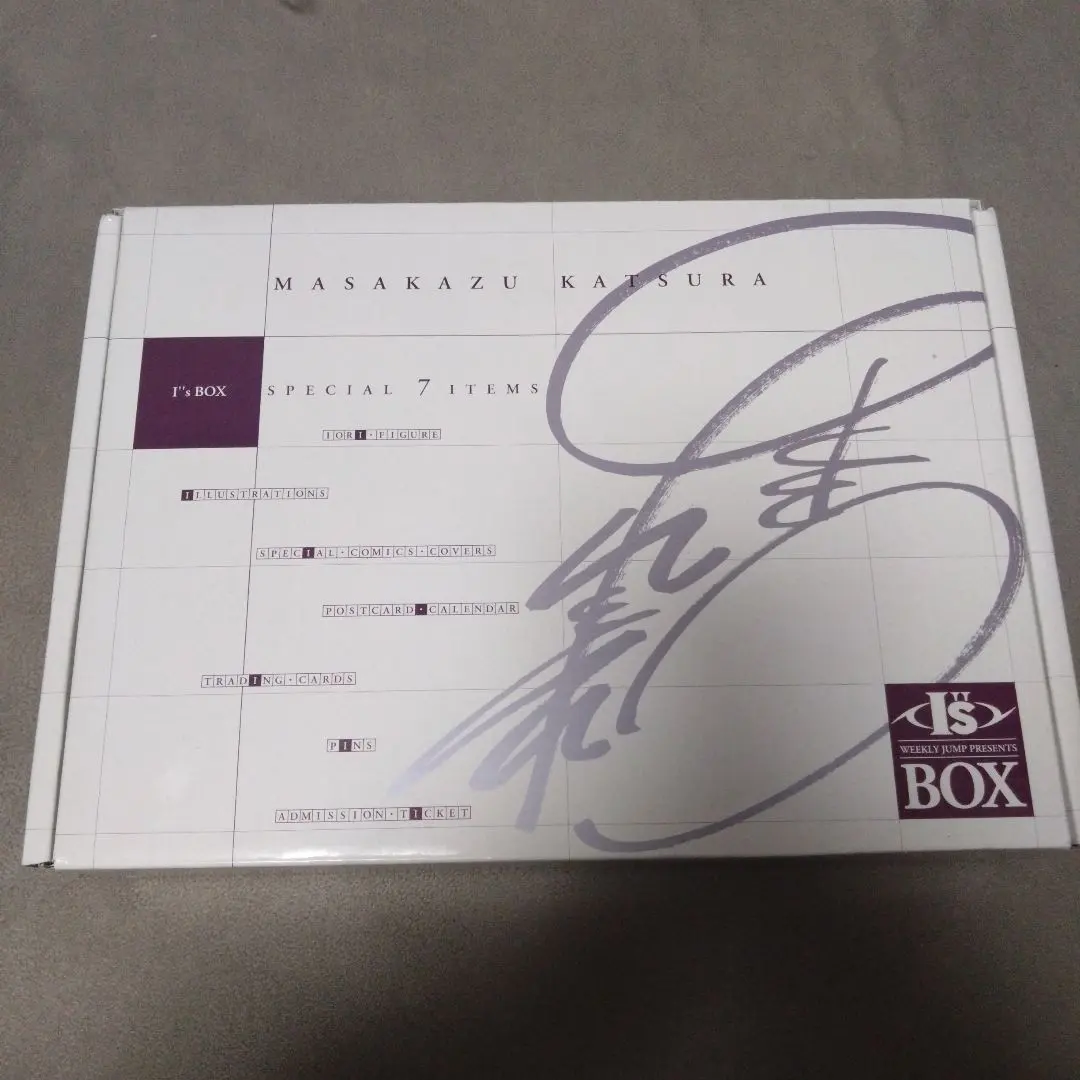 MASAKAZU KATSURA
I"s BOX
SPECIAL 7 ITEMS
IORI・FIGURE
ILLUSTRATIONS
SPECIAL・COMICS・COVERS
POSTCARD・CALENDAR
TRADING・CARDS
PINS
ADMISSION・TICKET
I"s
WEEKLY JUMP PRESENTS
BOX